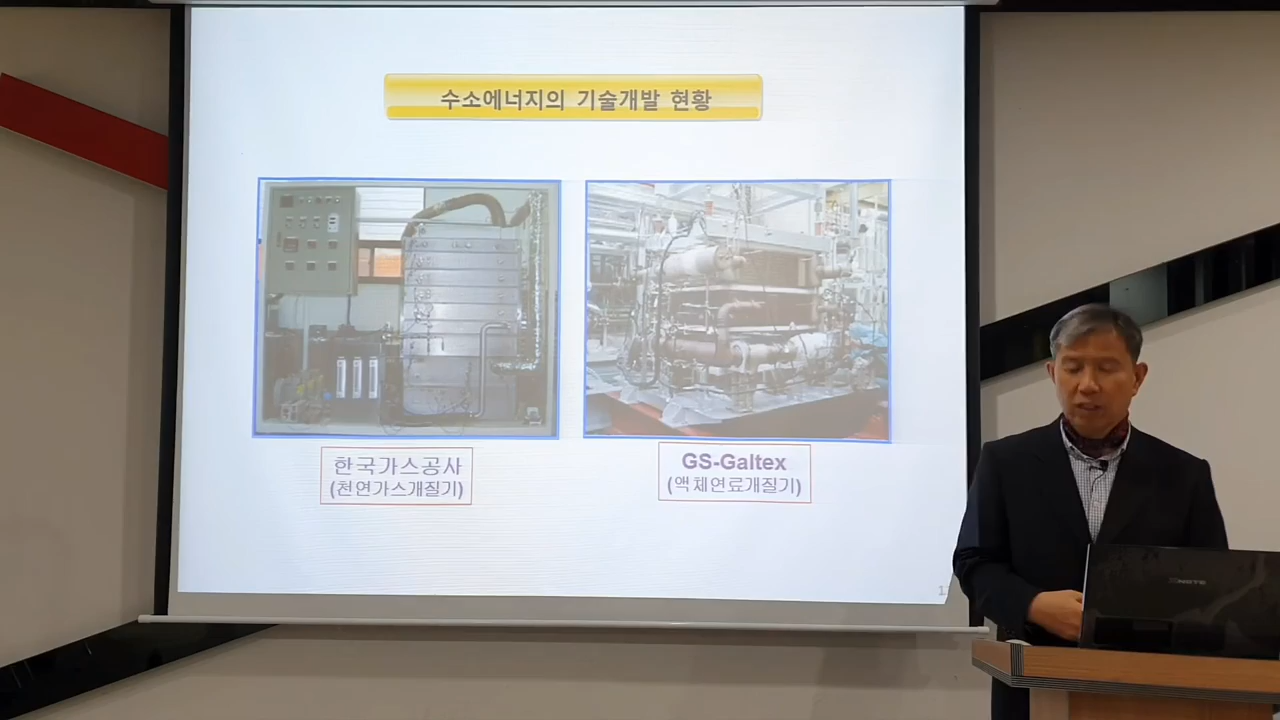 수소에너지의 기술개발 현황
한국가스공사
(천연가스개질기)
GS-Galtex
(액체연료개질기)
XNOTE